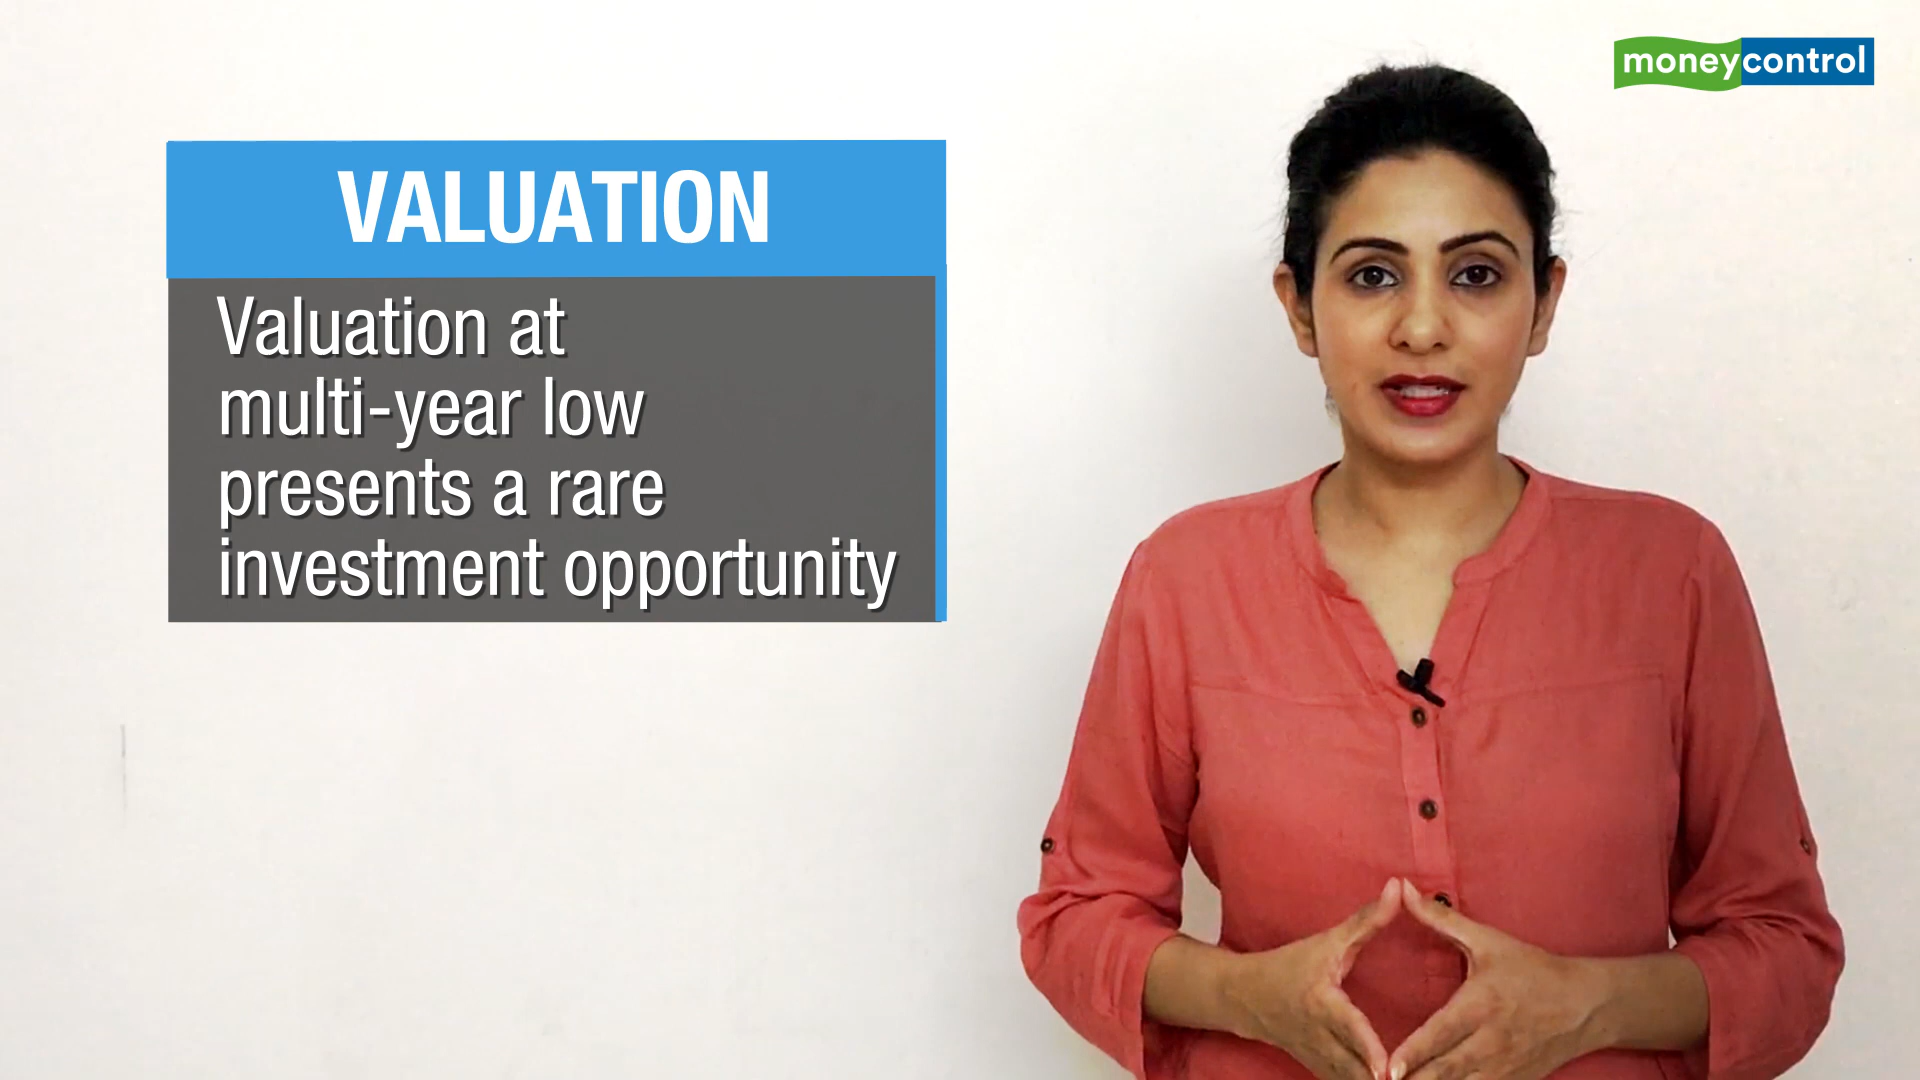 moneycontrol
VALUATION
Valuation at
multi-year low
presents a rare
investment opportunity